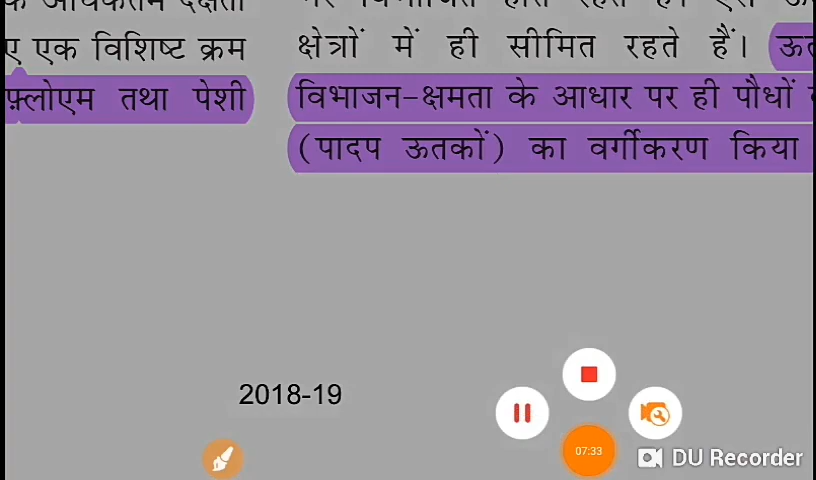 ए एक विशिष्ट क्रम
फ़्लोएम तथा पेशी
क्षेत्रों में ही सीमित रहते हैं।
विभाजन-क्षमता के आधार पर ही पौधों
(पादप ऊतकों) का वर्गीकरण किया
2018-19
07:33
DU Recorder